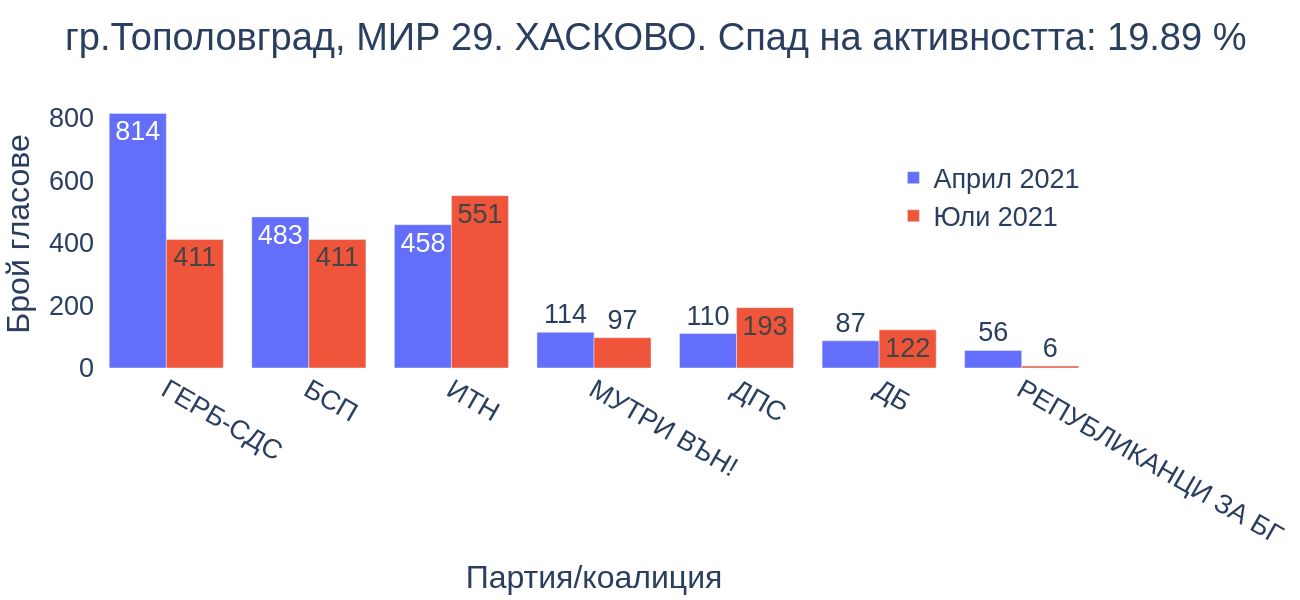 гр.Тополовград, МИР 29. ХАСКОВО. Спад на активността: 19.89 %
Брой гласове
800
600
400
200
0
814
411
483
411
458
551
114
97
110
193
87
122
56
6
Април 2021
Юли 2021
ГЕРБ-СДС
БСП
ИТН
МУТРИ ВЪН!
ДПС
ДБ
РЕПУБЛИКАНЦИ ЗА БГ
Партия/коалиция